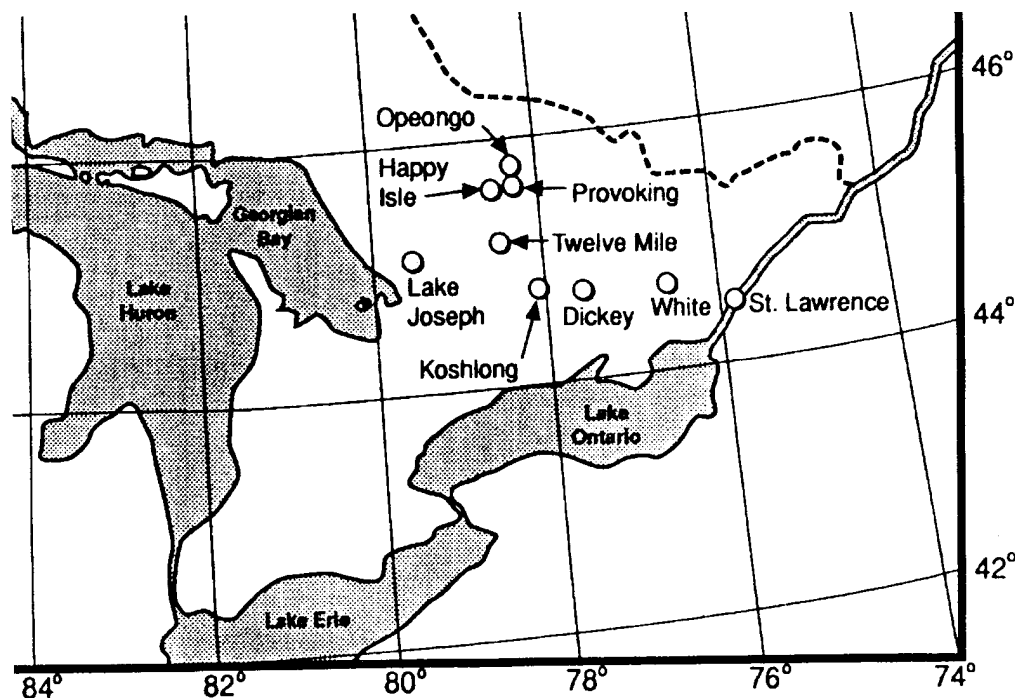 46°
Opeongo
Happy
Isle
Provoking
Georgian
Bay
Twelve Mile
Lake
Huron
Lake
Joseph
Dickey
White
St. Lawrence
44°
Koshlong
Lake
Ontario
42°
Lake Erie
84°
82°
80°
78°
76°
74°